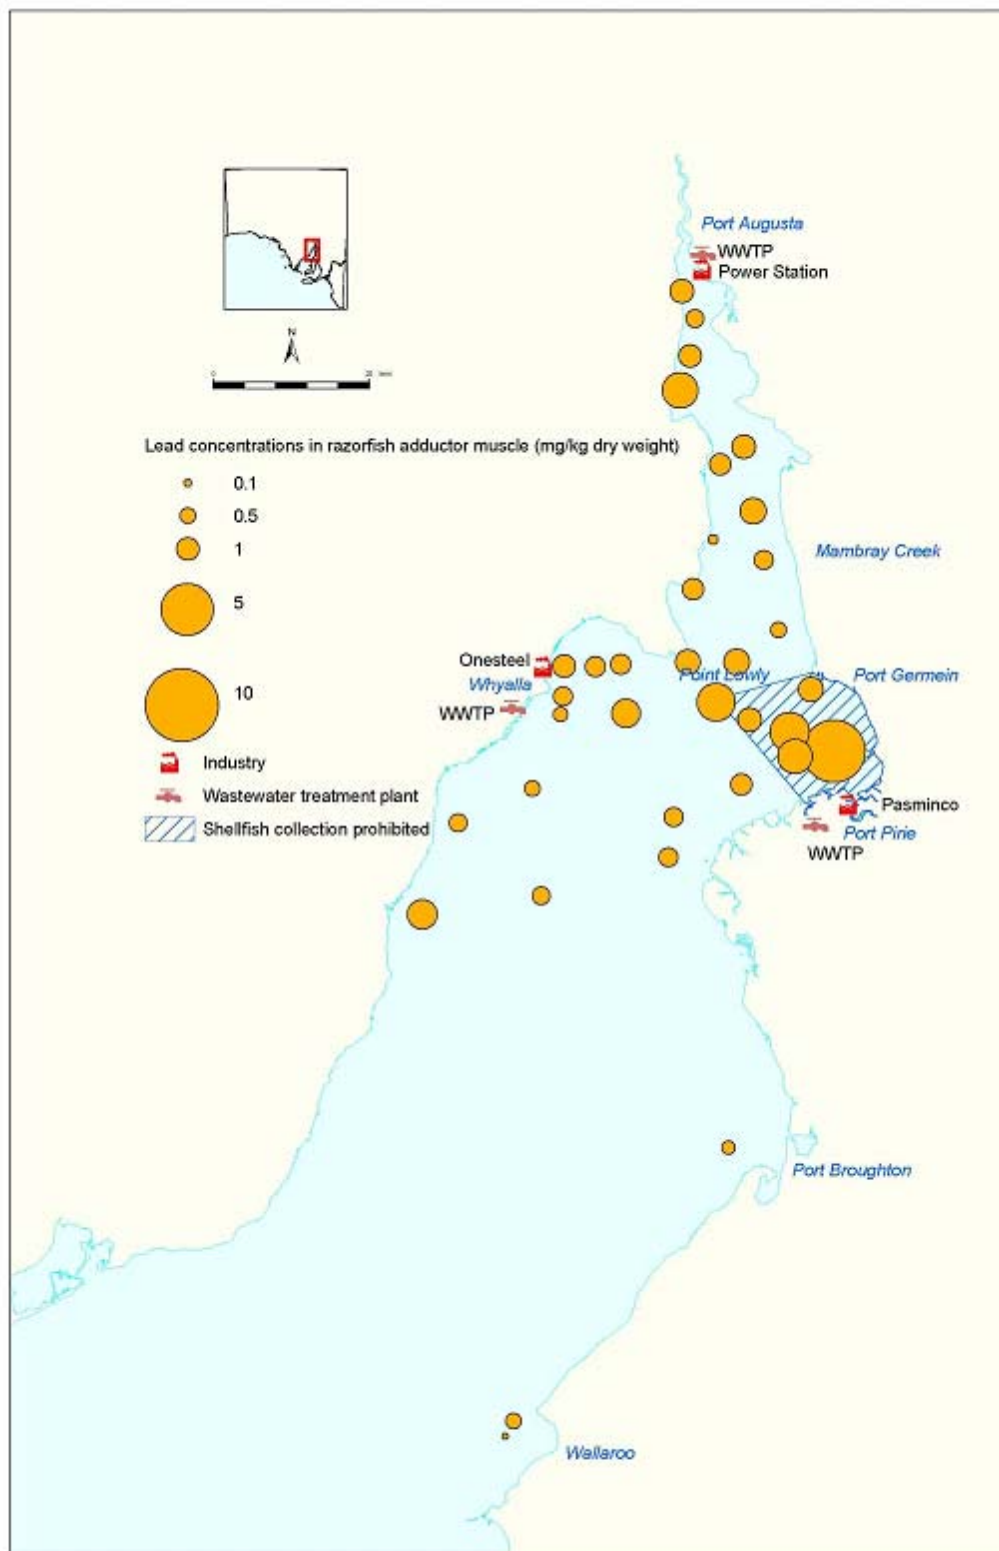 Port Augusta
WWTP
Power Station
N
0
Lead concentrations in razorfish adductor muscle (mg/kg dry weight)
0.1
0.5
1
5
10
Industry
Wastewater treatment plant
Shellfish collection prohibited
Mambray Creek
Onesteel
Whyalla
WWTP
Point Lowly
Port Germein
Pasminco
Port Pirie
WWTP
Port Broughton
Wallaroo